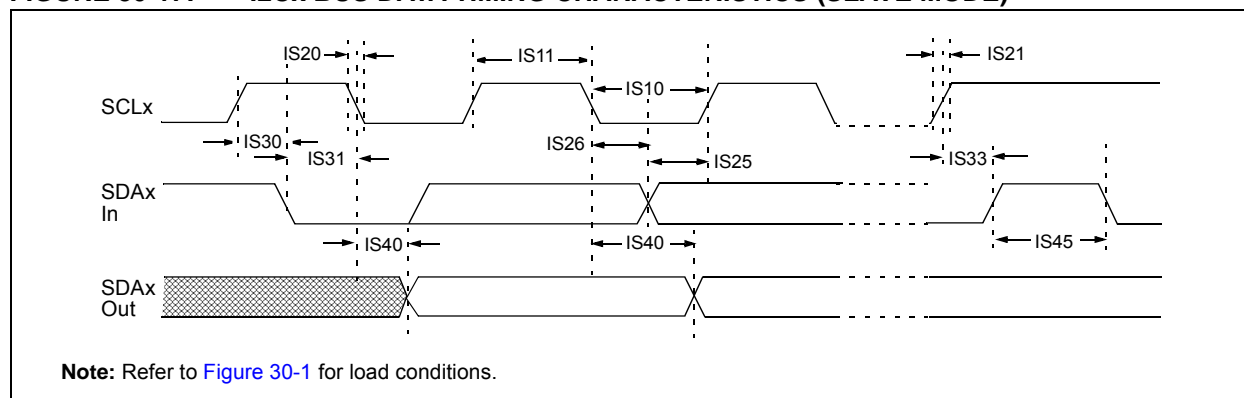 IS20
IS11
IS21
IS10
SCLx
IS30
IS26
IS31
IS25
IS33
SDAx
In
IS40
IS40
IS45
SDAx
Out
Note: Refer to Figure 30-1 for load conditions.